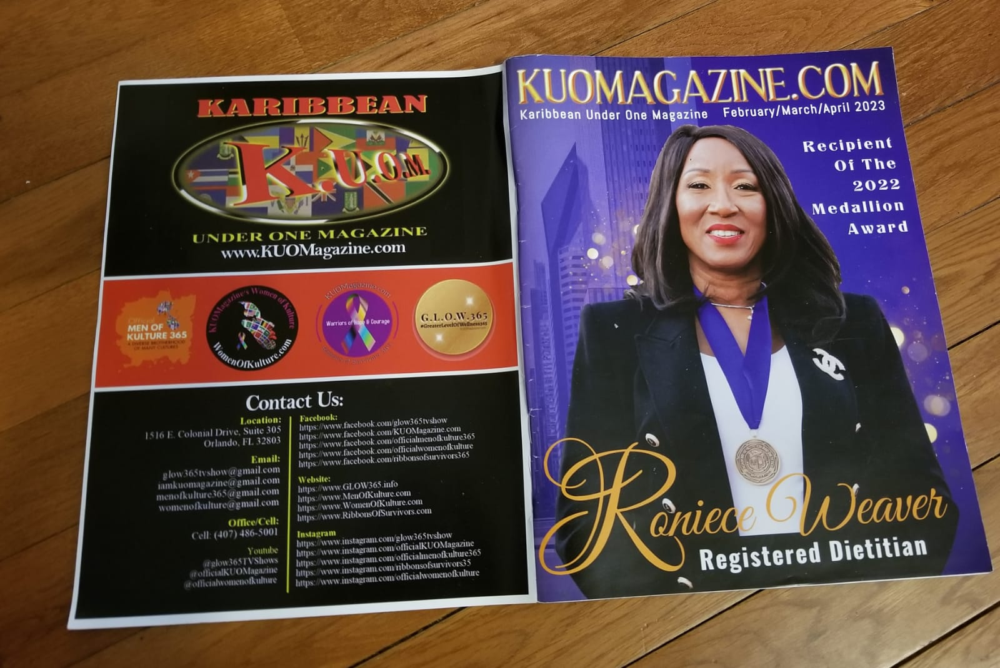 KARIBBEAN
K.U.O.M.
UNDER ONE MAGAZINE
www.KUOMagazine.com
Official
MEN OF
KULTURE 365
A DIVERSE BROTHERHOOD
OF MANY CULTURES
KUOMagazine's Women of Kulture
WomenOfKulture.com
KUOMagazine.com
Warriors of Hope & Courage
G.L.O.W.365
#GreaterLevelOfWellness365
Contact Us:
Location:
1516 E. Colonial Drive, Suite 305
Orlando, FL 32803
Email:
glow365tvshow@gmail.com
iamkuomagazine@gmail.com
menofkulture365@gmail.com
womenofkulture@gmail.com
Office/Cell:
Cell: (407) 486-5001
Youtube
@glow365TVShows
@officialKUOMagazine
@officialwomenofkulture
Facebook:
https://www.facebook.com/glow365tvshow
https://www.facebook.com/KUOMagazine.com
https://www.facebook.com/officialmenofkulture365
https://www.facebook.com/officialwomenofkulture
https://www.facebook.com/ribbonsofsurvivors365
Website:
https://www.GLOW365.info
https://www.MenOfKulture.com
https://www.WomenOfKulture.com
https://www.RibbonsOfSurvivors.com
Instagram
https://www.instagram.com/glow365tvshow
https://www.instagram.com/officialKUOMagazine
https://www.instagram.com/officialmenofkulture365
https://www.instagram.com/ribbonsofsurvivors35
https://www.instagram.com/officialwomenofkulture
KUOMAGAZINE.COM
Karibbean Under One Magazine February/March/April 2023
Recipient
Of The
2022
Medallion
Award
Roniece Weaver
Registered Dietitian